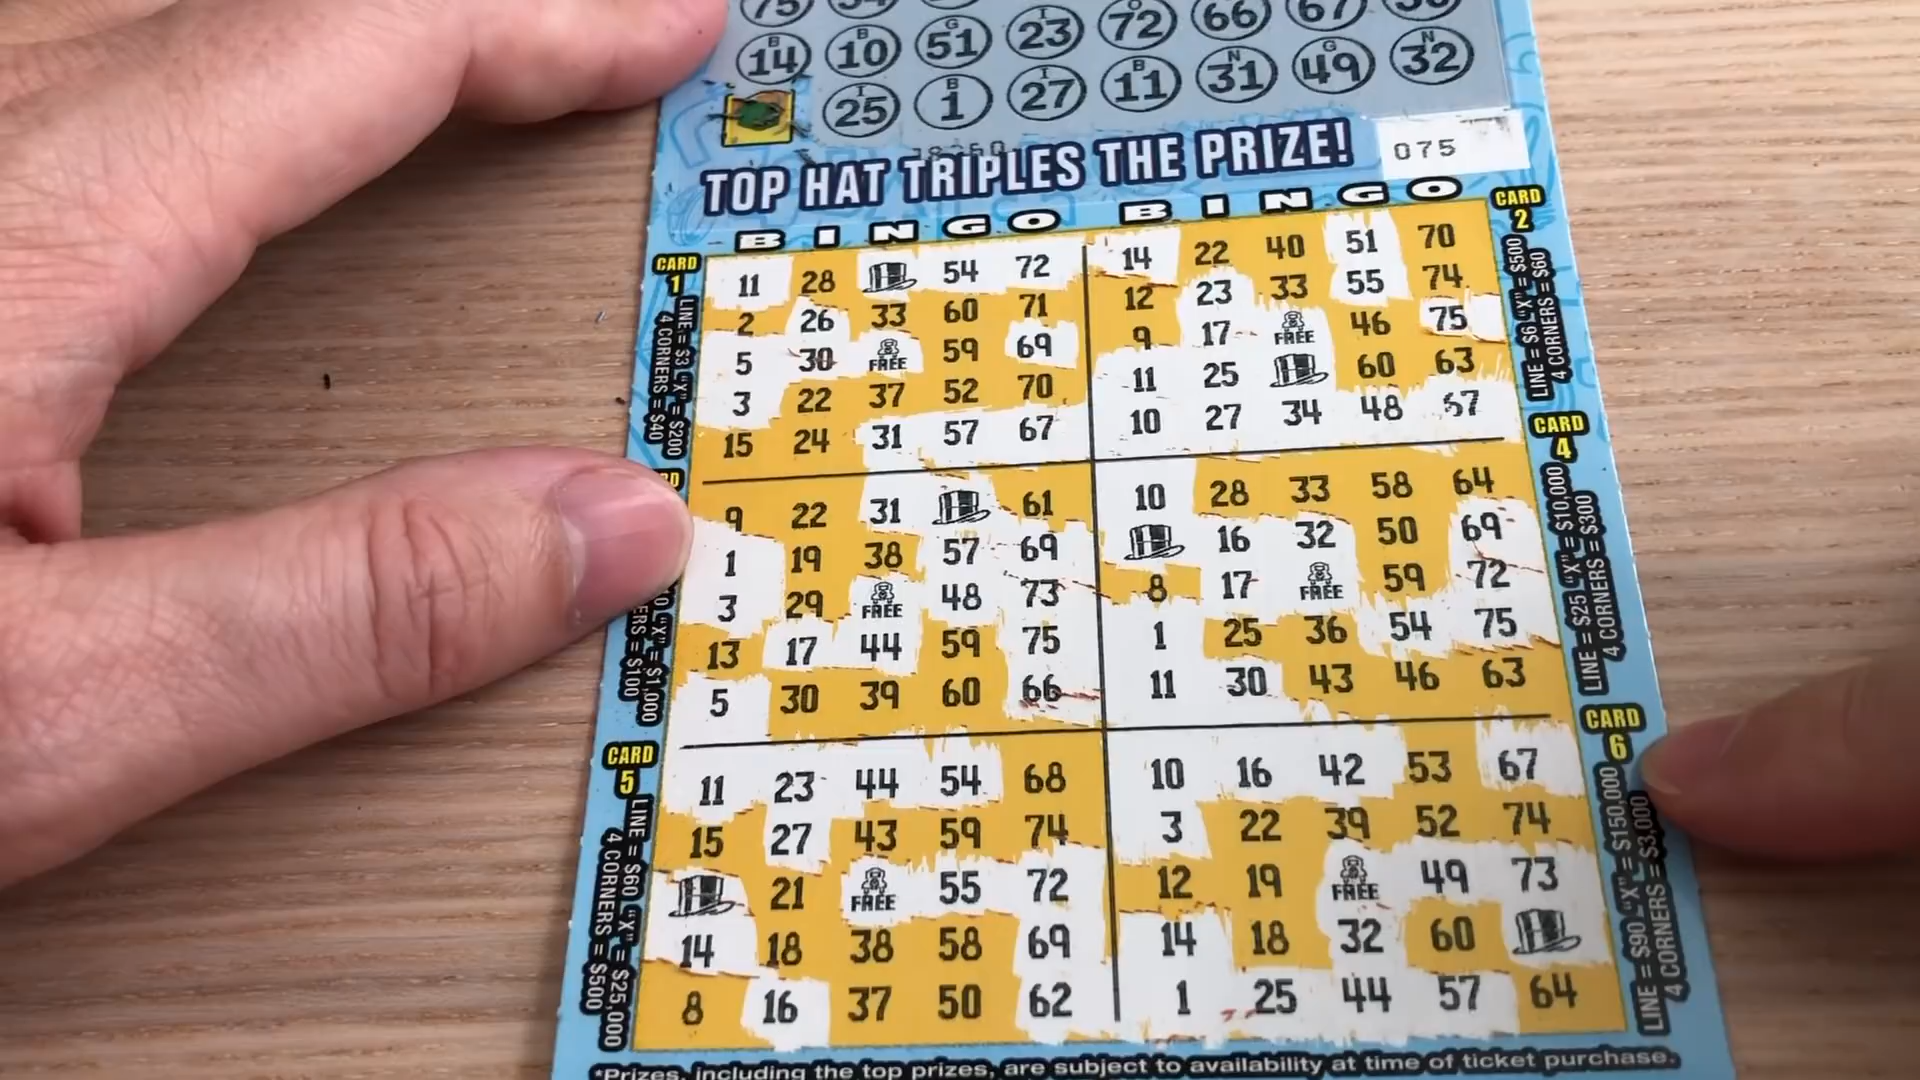 B 14 B 10 G 51 I 23 O 72 66 67
I 25 B 1 I 27 B 11 N 31 G 49 N 32
TOP HAT TRIPLES THE PRIZE! 075
B I N G O B I N G O
CARD 1
LINE = $3 "X" = $200
4 CORNERS = $40
11 28 54 72
2 26 33 60 71
5 30 FREE 59 69
3 22 37 52 70
15 24 31 57 67
CARD 2
LINE = $6 "X" = $500
4 CORNERS = $60
14 22 40 51 70
12 23 33 55 74
9 17 FREE 46 75
11 25 60 63
10 27 34 48 67
"X" = $1,000
ERS = $100
9 22 31 61
1 19 38 57 69
3 29 FREE 48 73
13 17 44 59 75
5 30 39 60 66
CARD 4
LINE = $25 "X" = $10,000
4 CORNERS = $300
10 28 33 58 64
16 32 50 69
8 17 FREE 59 72
1 25 36 54 75
11 30 43 46 63
CARD 5
LINE = $60 "X" = $25,000
4 CORNERS = $500
11 23 44 54 68
15 27 43 59 74
21 FREE 55 72
14 18 38 58 69
8 16 37 50 62
CARD 6
LINE = $90 "X" = $150,000
4 CORNERS = $3,000
10 16 42 53 67
3 22 39 52 74
12 19 FREE 49 73
14 18 32 60
1 25 44 57 64
*Prizes, including the top prizes, are subject to availability at time of ticket purchase.